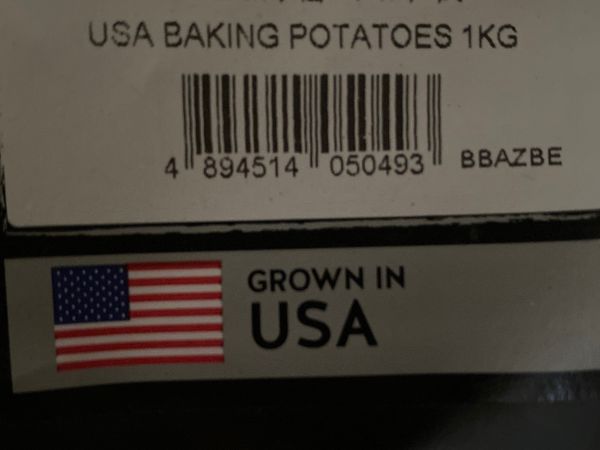 USA BAKING POTATOES 1KG
4 894514 050493 BBAZBE
GROWN IN
USA